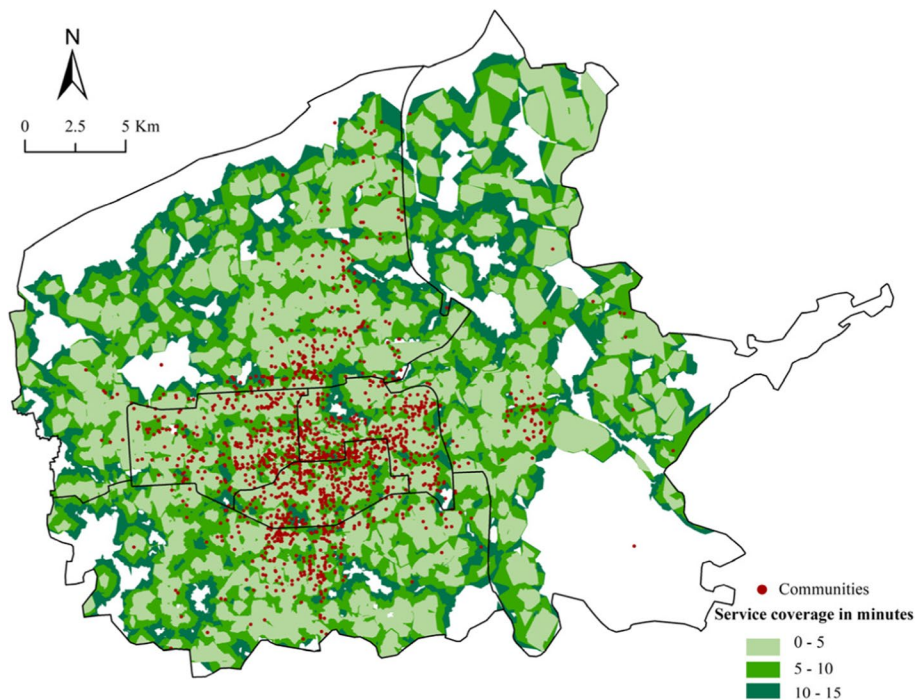 N
0 2.5 5 Km
Communities
Service coverage in minutes
0 - 5
5 - 10
10 - 15